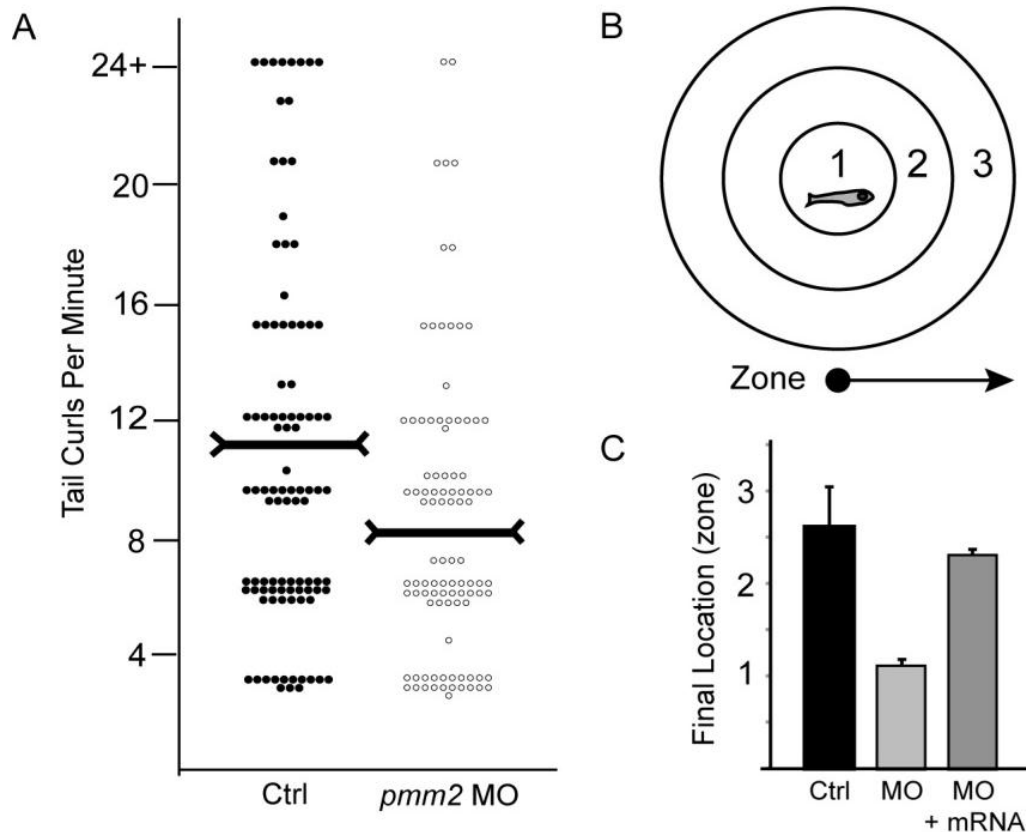 A
Tail Curls Per Minute
24+
20
16
12
8
4
Ctrl
pmm2 MO
B
1
2
3
Zone
C
Final Location (zone)
3
2
1
Ctrl
MO
MO
+ mRNA